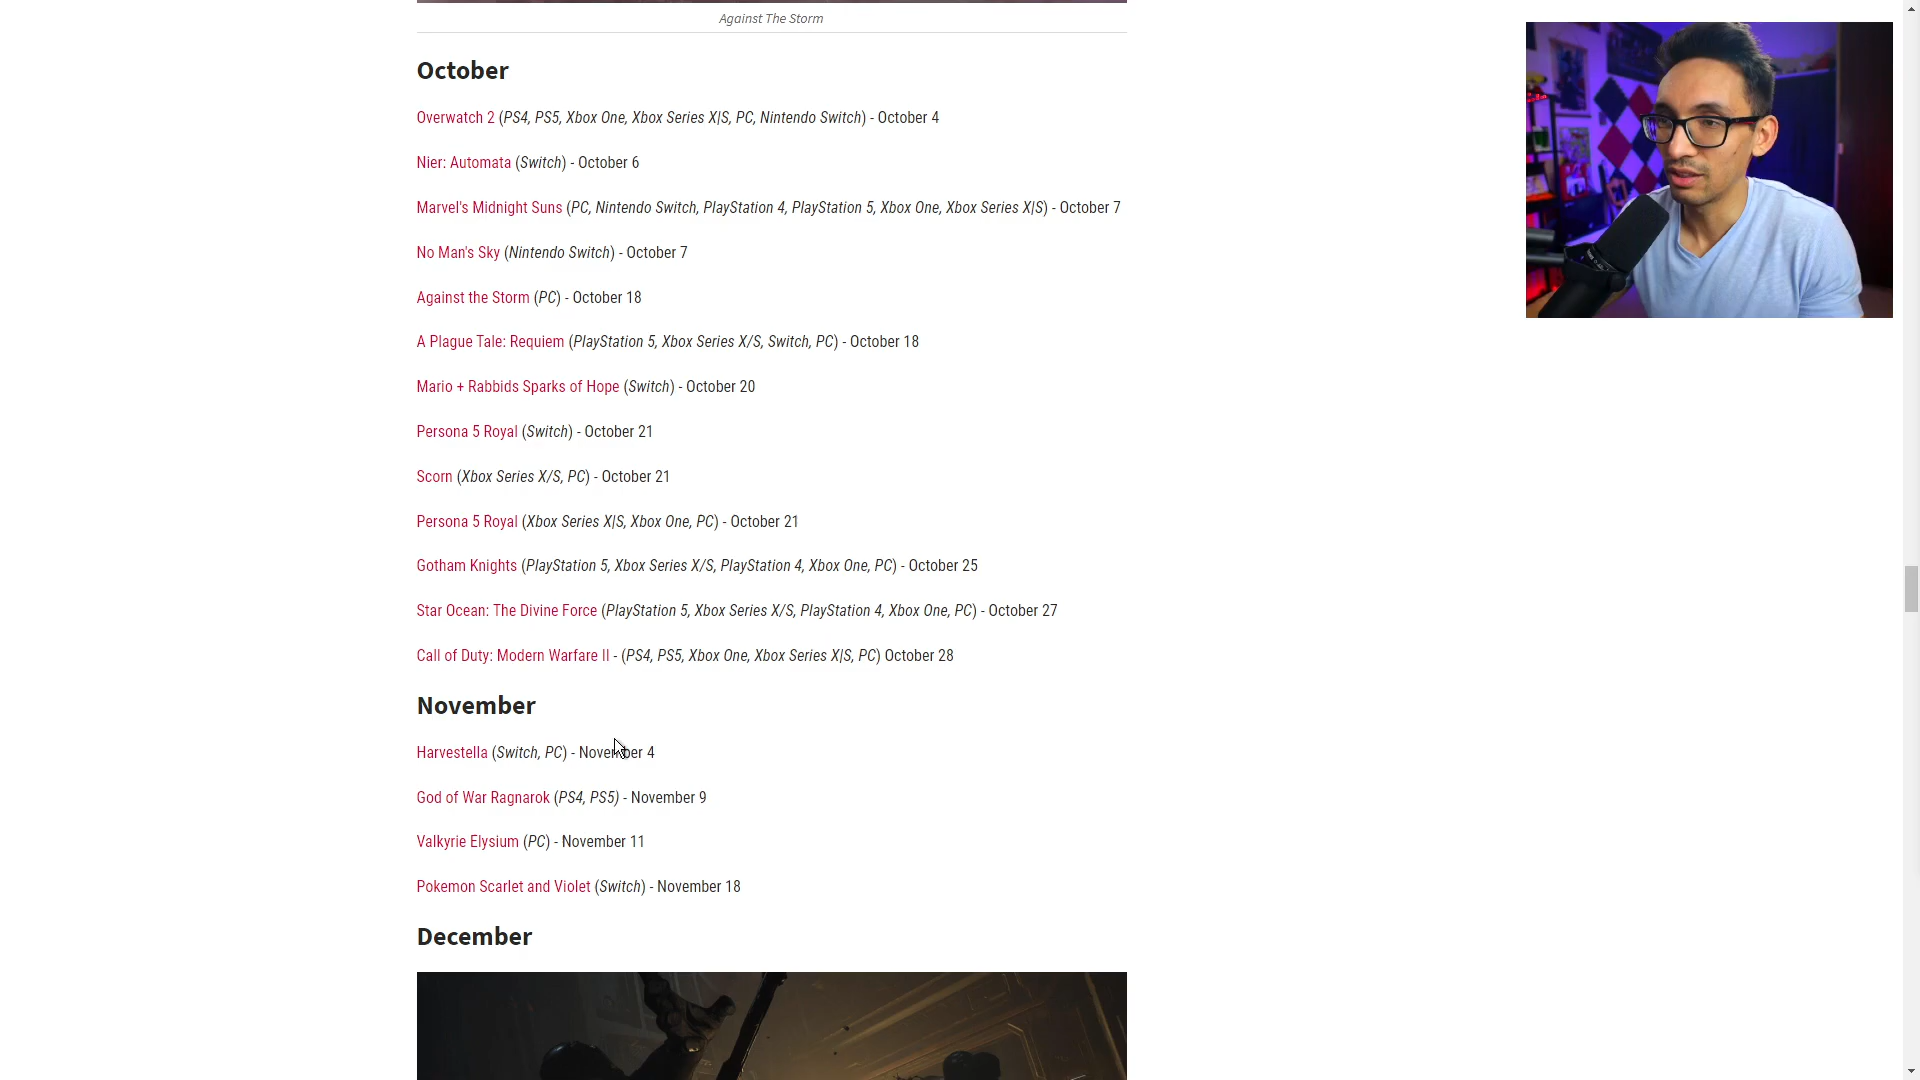 Against The Storm
October
Overwatch 2 (PS4, PS5, Xbox One, Xbox Series X|S, PC, Nintendo Switch) - October 4
Nier: Automata (Switch) - October 6
Marvel's Midnight Suns (PC, Nintendo Switch, PlayStation 4, PlayStation 5, Xbox One, Xbox Series X|S) - October 7
No Man's Sky (Nintendo Switch) - October 7
Against the Storm (PC) - October 18
A Plague Tale: Requiem (PlayStation 5, Xbox Series X/S, Switch, PC) - October 18
Mario + Rabbids Sparks of Hope (Switch) - October 20
Persona 5 Royal (Switch) - October 21
Scorn (Xbox Series X/S, PC) - October 21
Persona 5 Royal (Xbox Series X|S, Xbox One, PC) - October 21
Gotham Knights (PlayStation 5, Xbox Series X/S, PlayStation 4, Xbox One, PC) - October 25
Star Ocean: The Divine Force (PlayStation 5, Xbox Series X/S, PlayStation 4, Xbox One, PC) - October 27
Call of Duty: Modern Warfare II - (PS4, PS5, Xbox One, Xbox Series X|S, PC) October 28
November
Harvestella (Switch, PC) - November 4
God of War Ragnarok (PS4, PS5) - November 9
Valkyrie Elysium (PC) - November 11
Pokemon Scarlet and Violet (Switch) - November 18
December